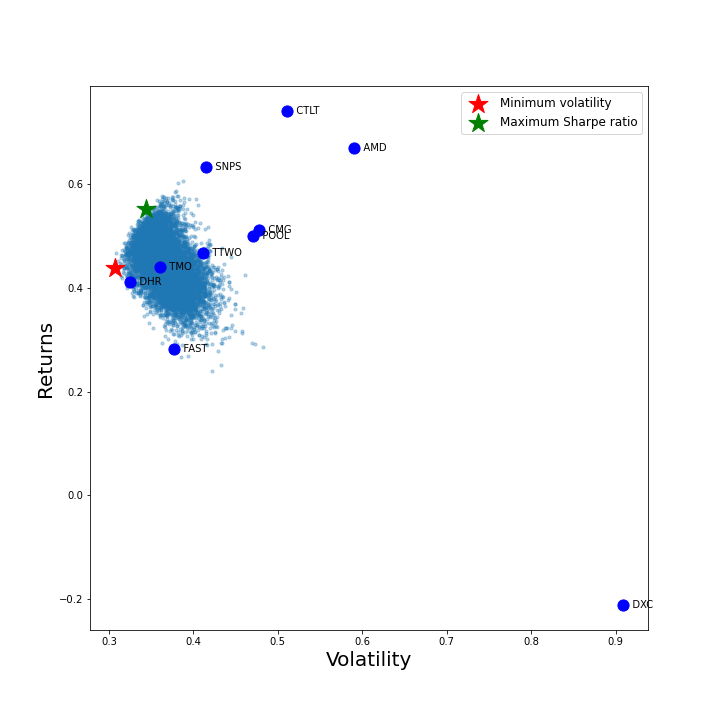 Minimum volatility
Maximum Sharpe ratio
CTLT
AMD
SNPS
CMG
POOL
TTWO
TMO
DHR
FAST
DXC
0.6
0.4
0.2
0.0
−0.2
Returns
0.3 0.4 0.5 0.6 0.7 0.8 0.9
Volatility